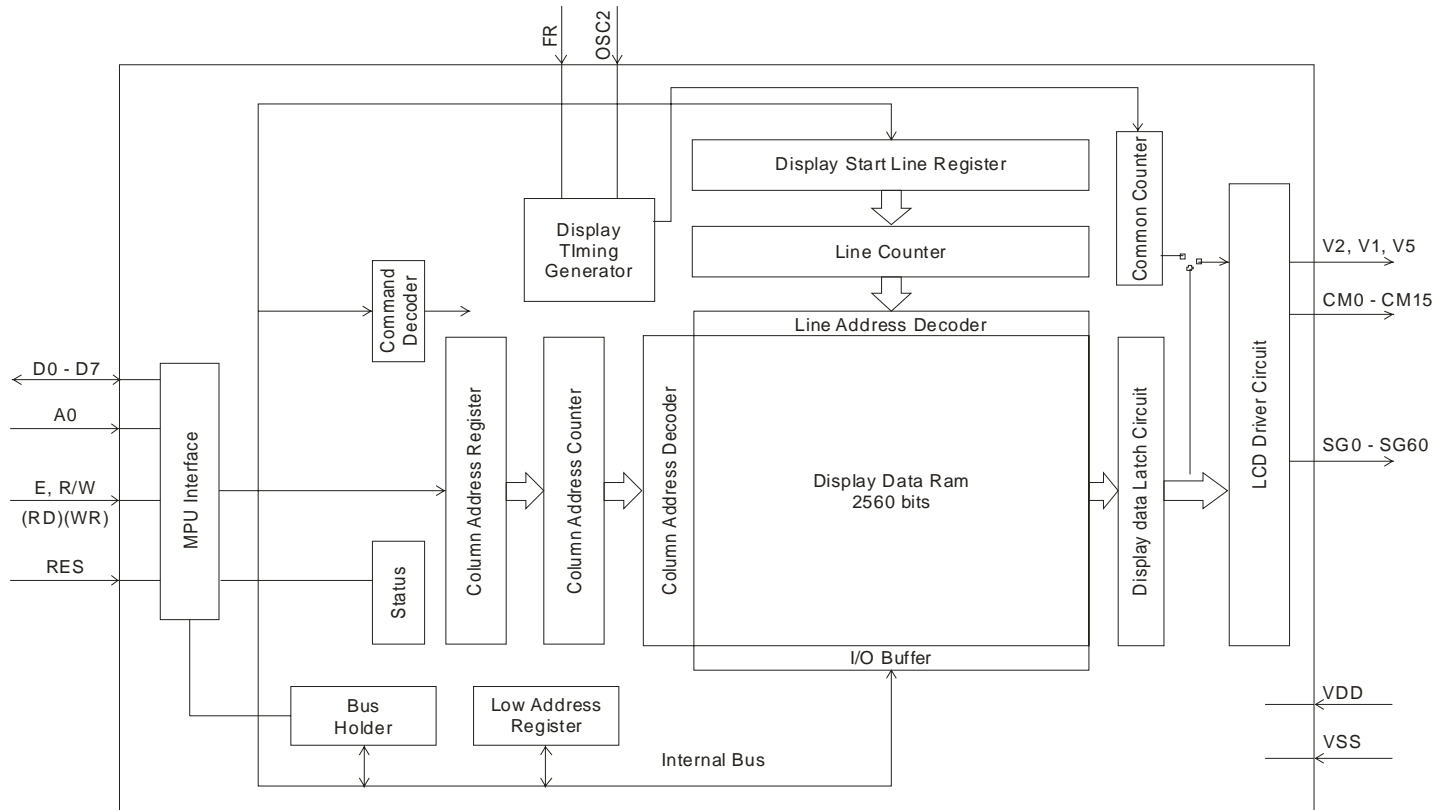 FR
OSC2
Display Start Line Register
Common Counter
Display
TIming
Generator
Line Counter
V2, V1, V5
Command
Decoder
CM0 - CM15
Line Address Decoder
D0 - D7
A0
E, R/W
(RD)(WR)
RES
MPU Interface
Status
Column Address Register
Column Address Counter
Column Address Decoder
Display Data Ram
2560 bits
Display data Latch Circuit
LCD Driver Circuit
SG0 - SG60
I/O Buffer
Bus
Holder
Low Address
Register
Internal Bus
VDD
VSS